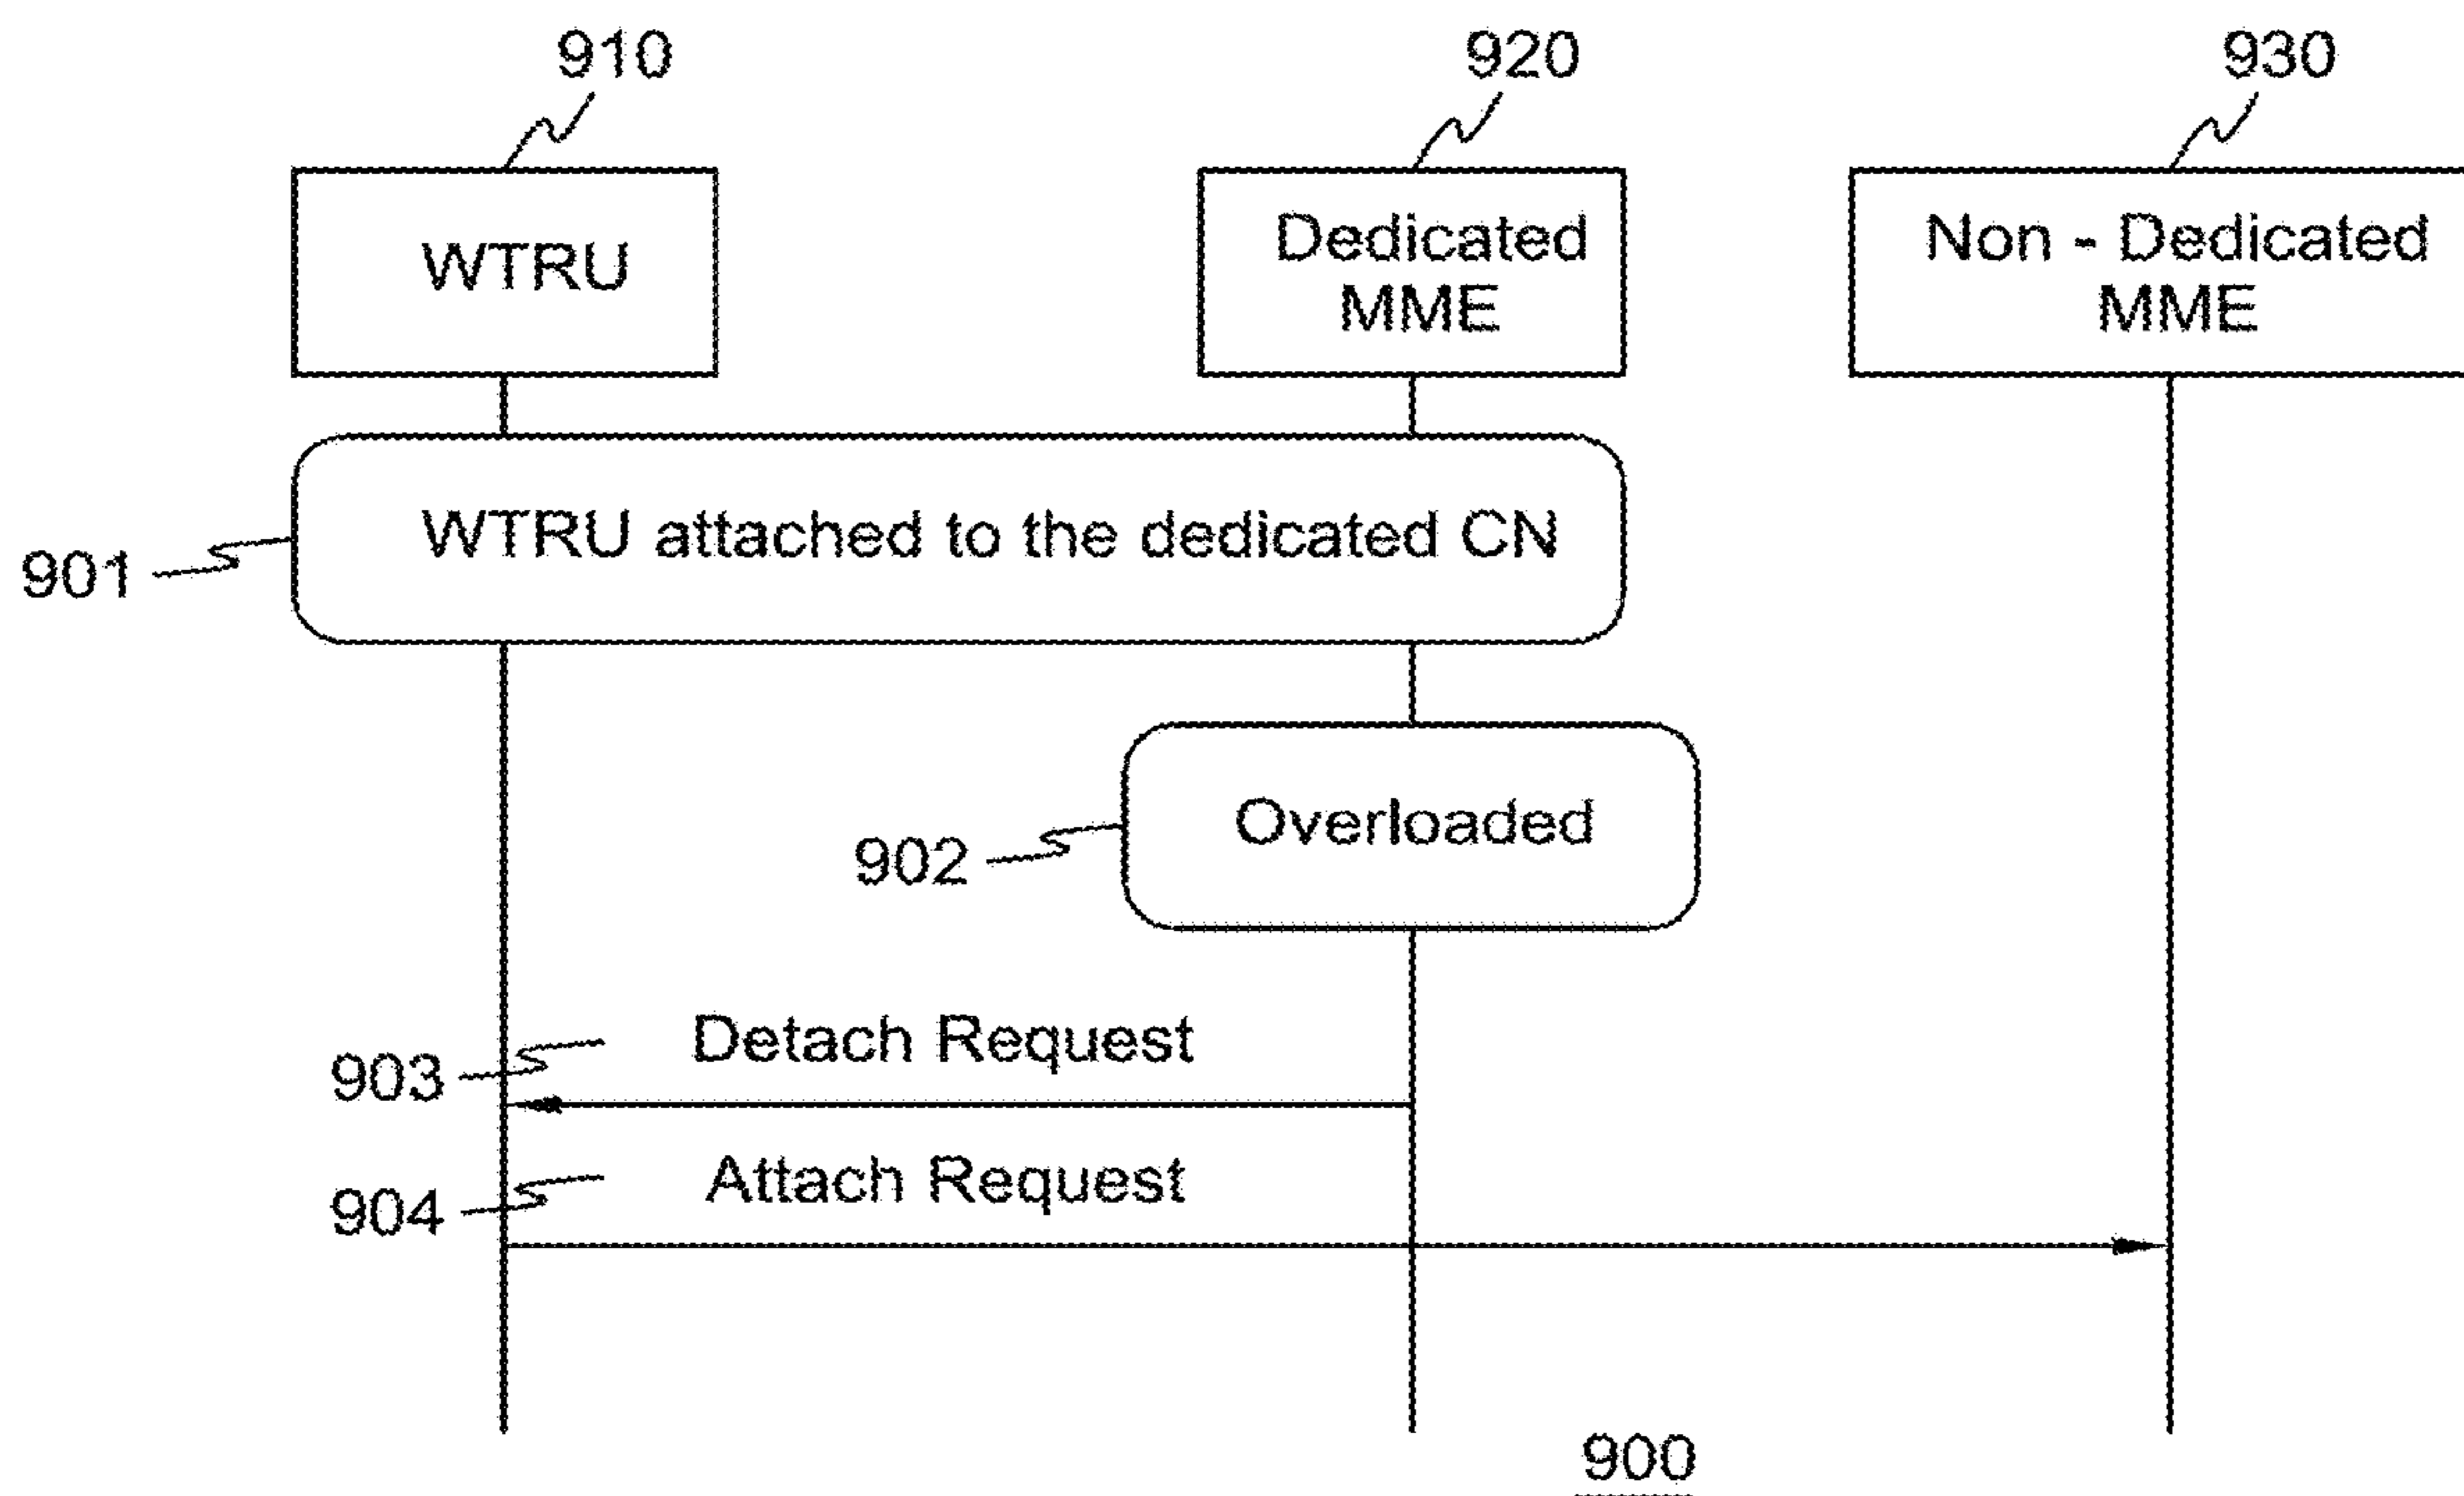 910
920
930
WTRU
Dedicated
MME
Non - Dedicated
MME
901
WTRU attached to the dedicated CN
902
Overloaded
903
Detach Request
904
Attach Request
900